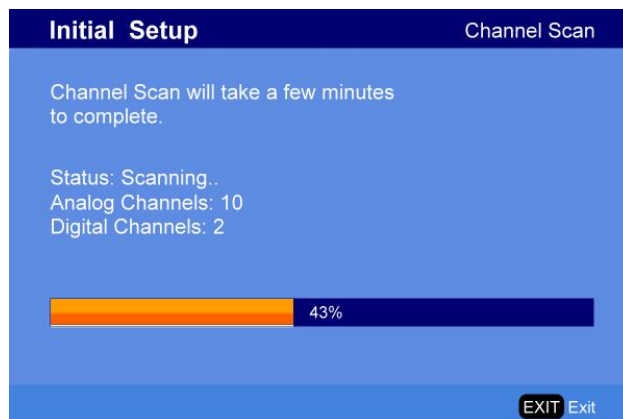 Initial Setup
Channel Scan
Channel Scan will take a few minutes
to complete.
Status: Scanning..
Analog Channels: 10
Digital Channels: 2
43%
EXIT Exit